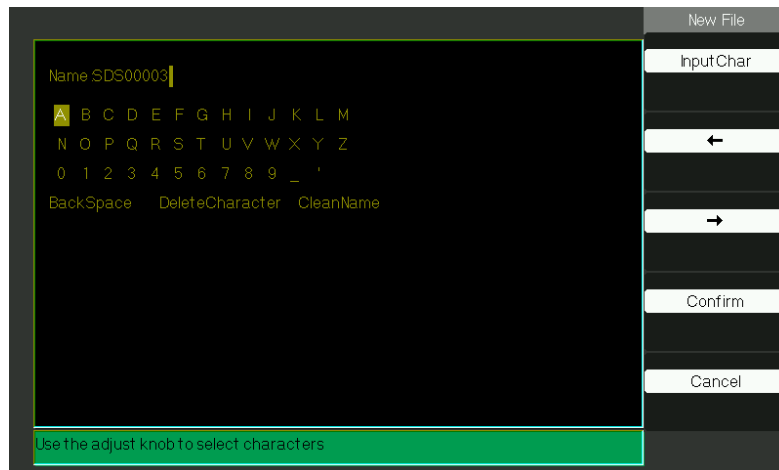 New File
Name:SDS00003
A B C D E F G H I J K L M
N O P Q R S T U V W X Y Z
0 1 2 3 4 5 6 7 8 9 _ '
BackSpace DeleteCharacter CleanName
InputChar
←
→
Confirm
Cancel
Use the adjust knob to select characters